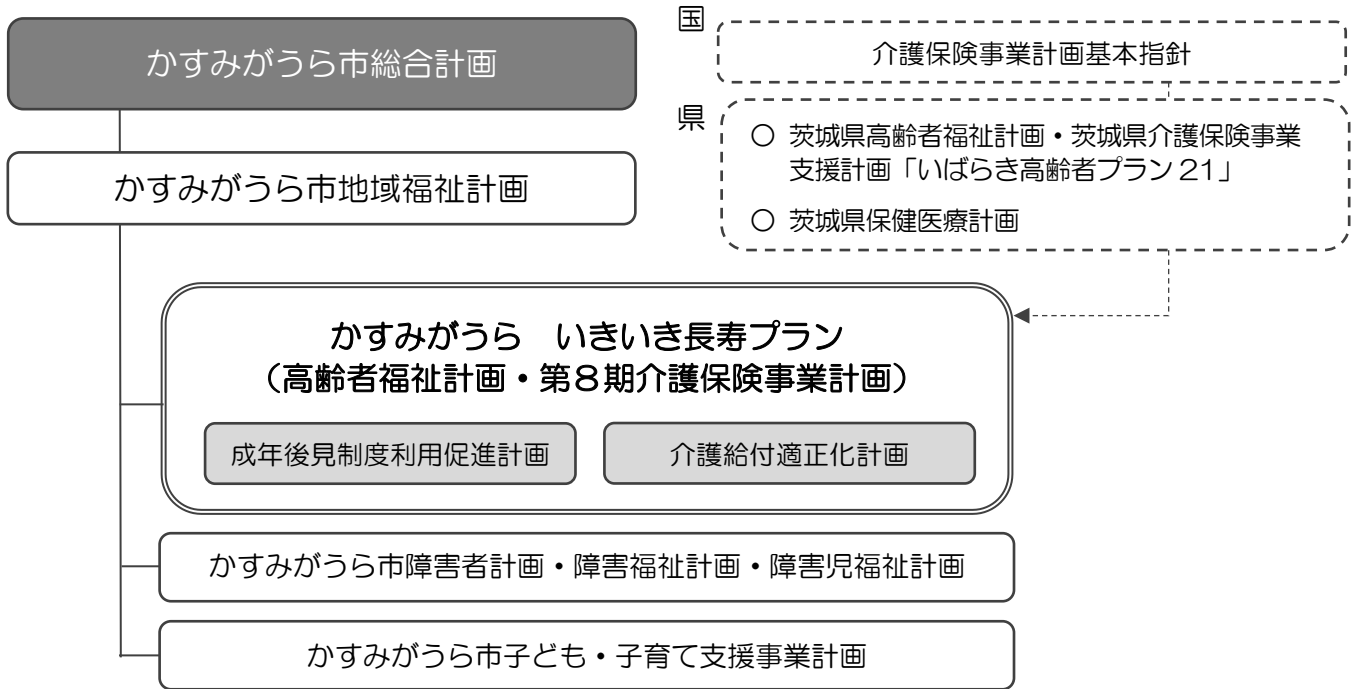 かすみがうら市総合計画
かすみがうら市地域福祉計画
国
介護保険事業計画基本指針
県
○ 茨城県高齢者福祉計画・茨城県介護保険事業
支援計画「いばらき高齢者プラン 21」
○ 茨城県保健医療計画
かすみがうら　いきいき長寿プラン
（高齢者福祉計画・第８期介護保険事業計画）
成年後見制度利用促進計画
介護給付適正化計画
かすみがうら市障害者計画・障害福祉計画・障害児福祉計画
かすみがうら市子ども・子育て支援事業計画